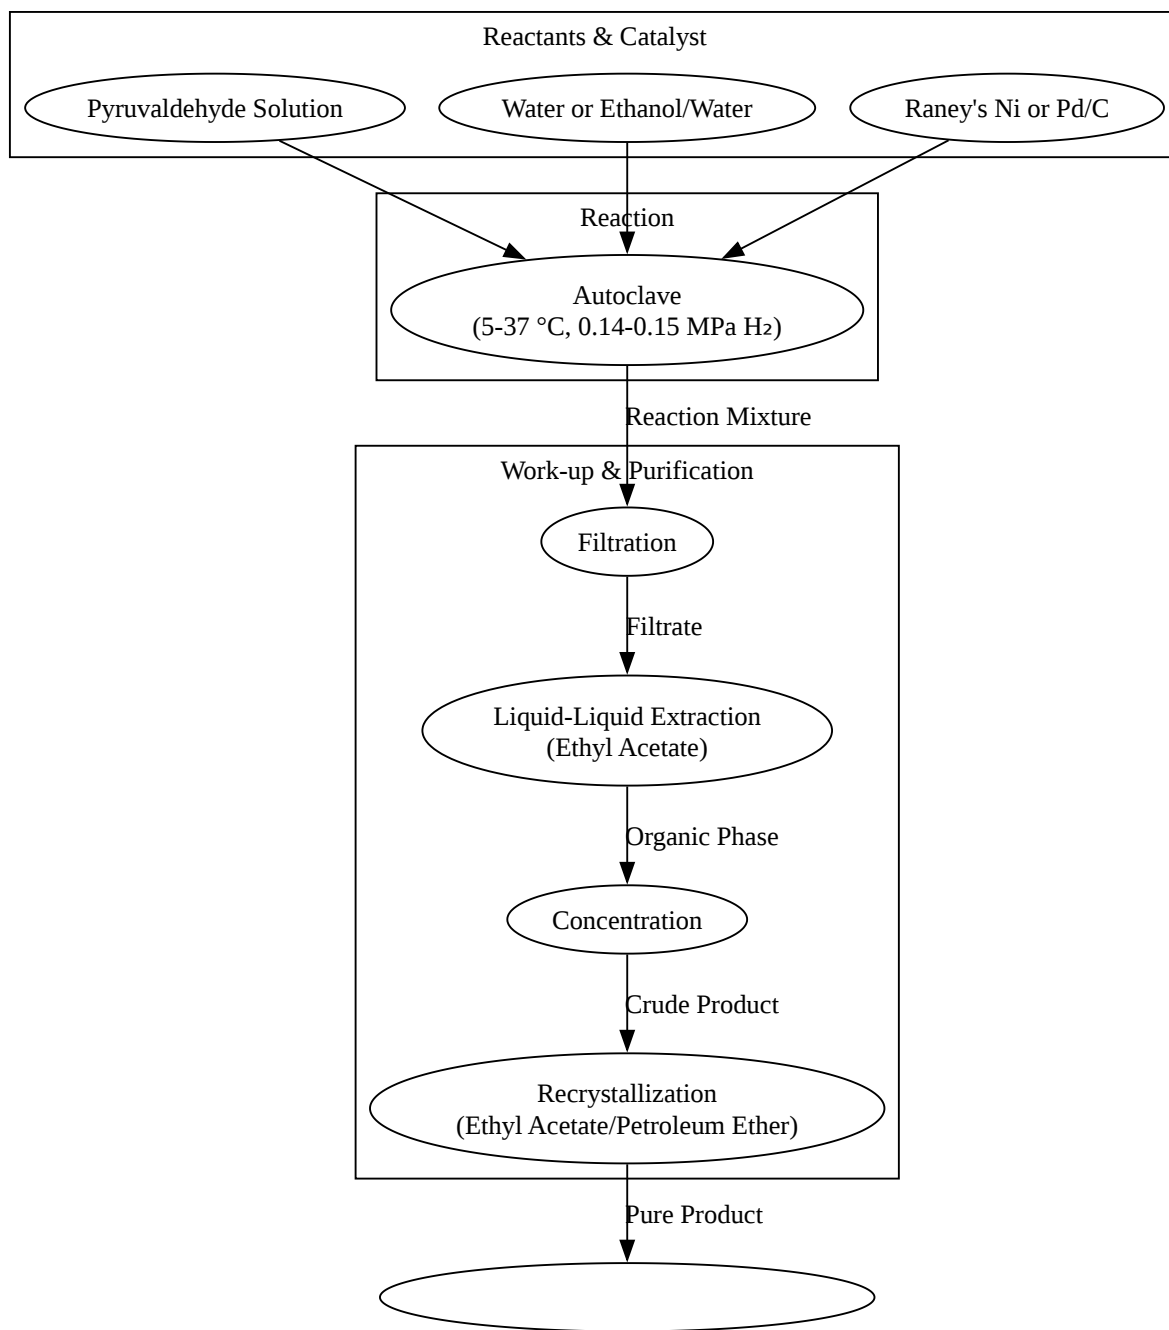 Reactants & Catalyst
Pyruvaldehyde Solution
Water or Ethanol/Water
Raney's Ni or Pd/C
Reaction
Autoclave
(5-37 °C, 0.14-0.15 MPa H₂)
Reaction Mixture
Work-up & Purification
Filtration
Filtrate
Liquid-Liquid Extraction
(Ethyl Acetate)
Organic Phase
Concentration
Crude Product
Recrystallization
(Ethyl Acetate/Petroleum Ether)
Pure Product